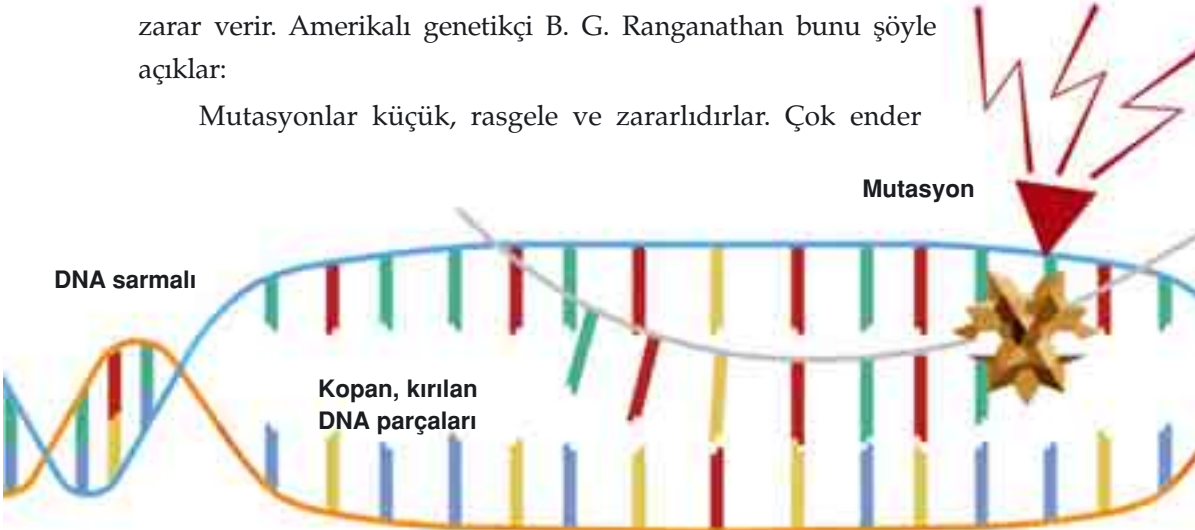 zarar verir. Amerikalı genetikçi B. G. Ranganathan bunu şöyle
açıklar:
Mutasyonlar küçük, rasgele ve zararlıdırlar. Çok ender
Mutasyon
DNA sarmalı
Kopan, kırılan
DNA parçaları